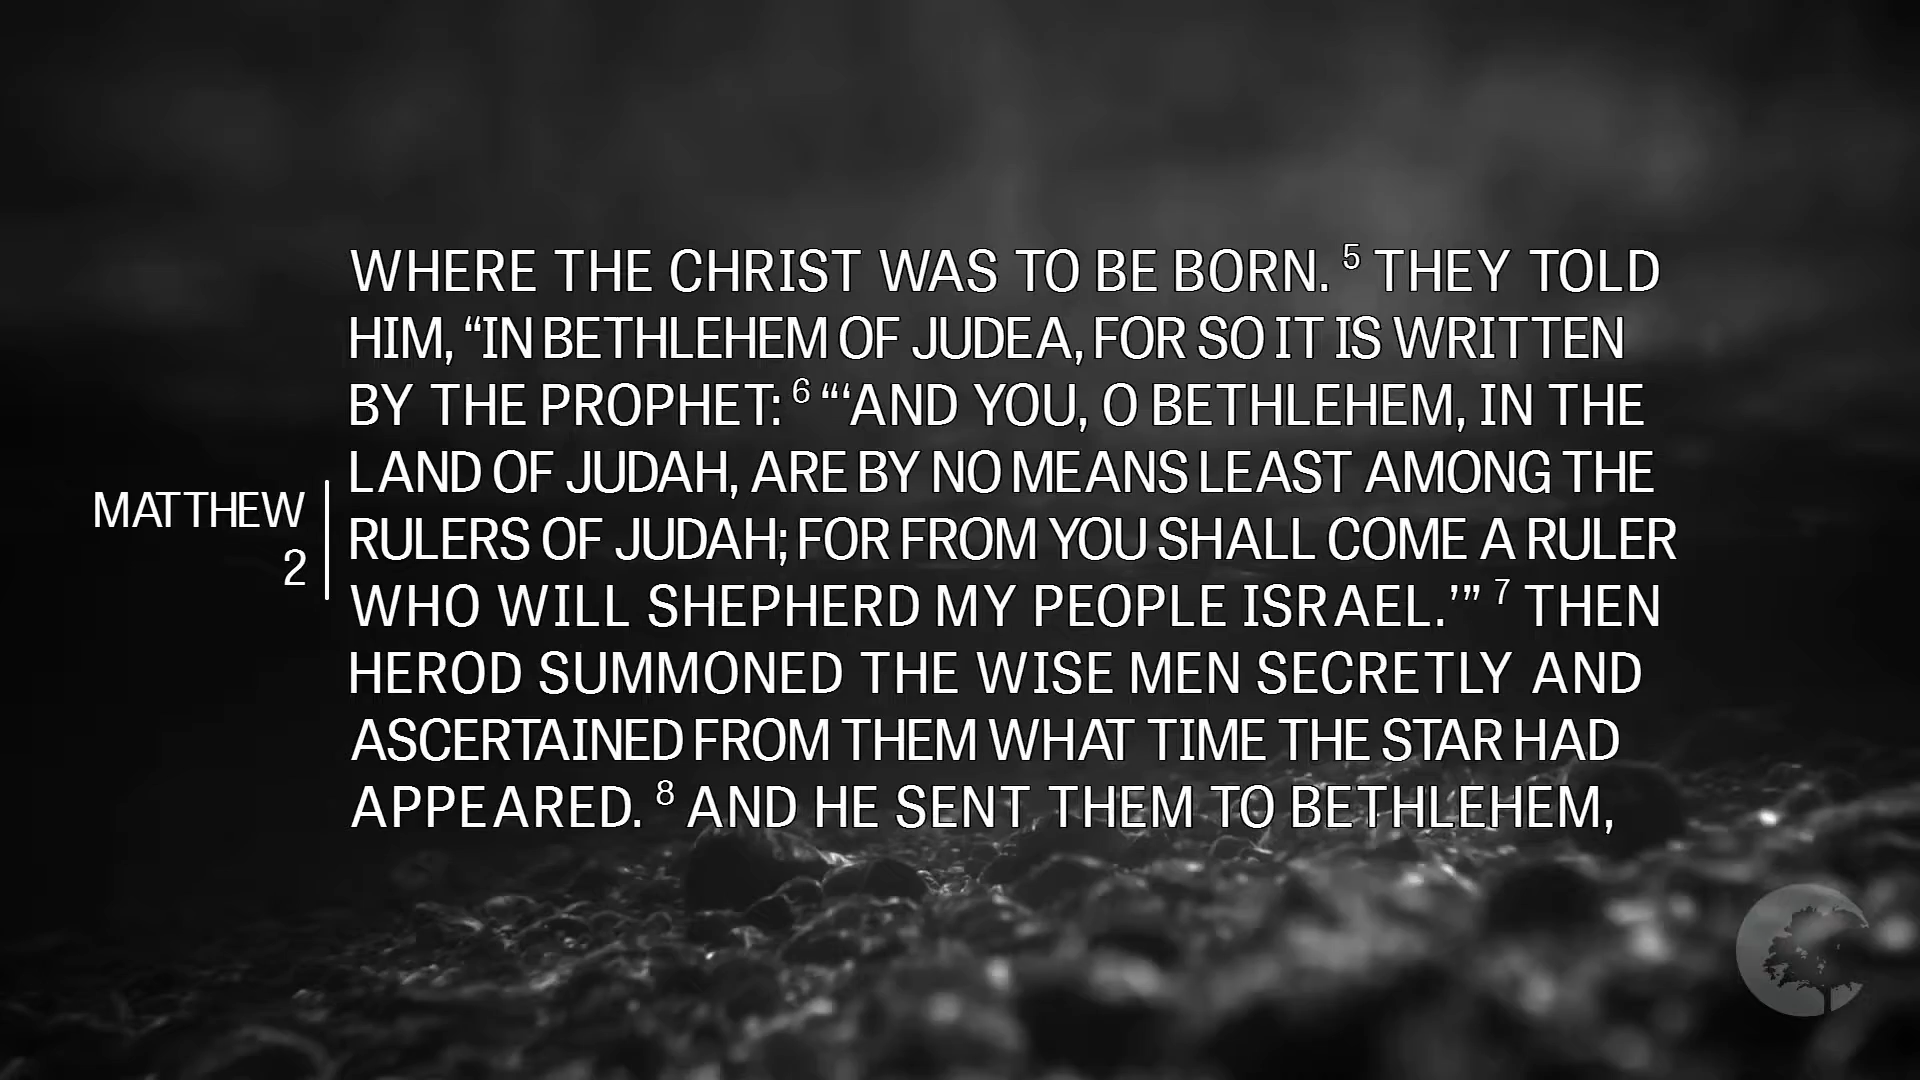 MATTHEW
2
WHERE THE CHRIST WAS TO BE BORN. 5 THEY TOLD
HIM, “IN BETHLEHEM OF JUDEA, FOR SO IT IS WRITTEN
BY THE PROPHET: 6 “‘AND YOU, O BETHLEHEM, IN THE
LAND OF JUDAH, ARE BY NO MEANS LEAST AMONG THE
RULERS OF JUDAH; FOR FROM YOU SHALL COME A RULER
WHO WILL SHEPHERD MY PEOPLE ISRAEL.’” 7 THEN
HEROD SUMMONED THE WISE MEN SECRETLY AND
ASCERTAINED FROM THEM WHAT TIME THE STAR HAD
APPEARED. 8 AND HE SENT THEM TO BETHLEHEM,